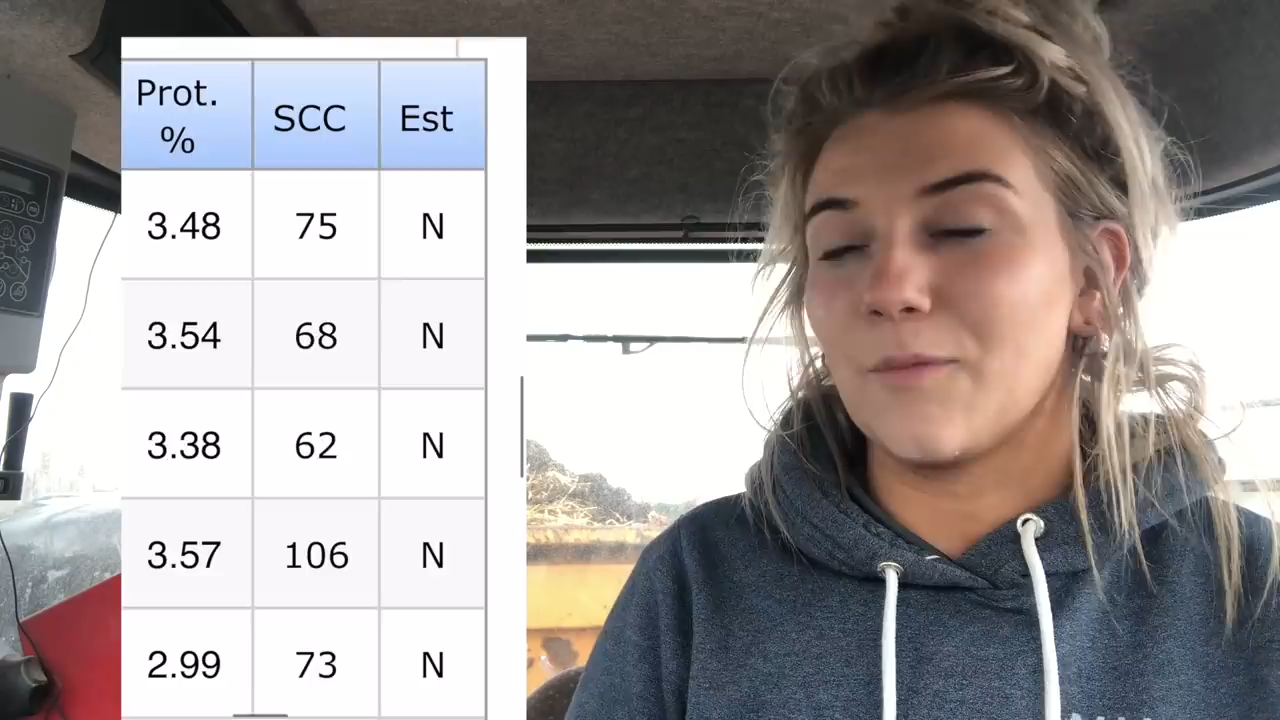 Prot. % SCC Est
3.48 75 N
3.54 68 N
3.38 62 N
3.57 106 N
2.99 73 N